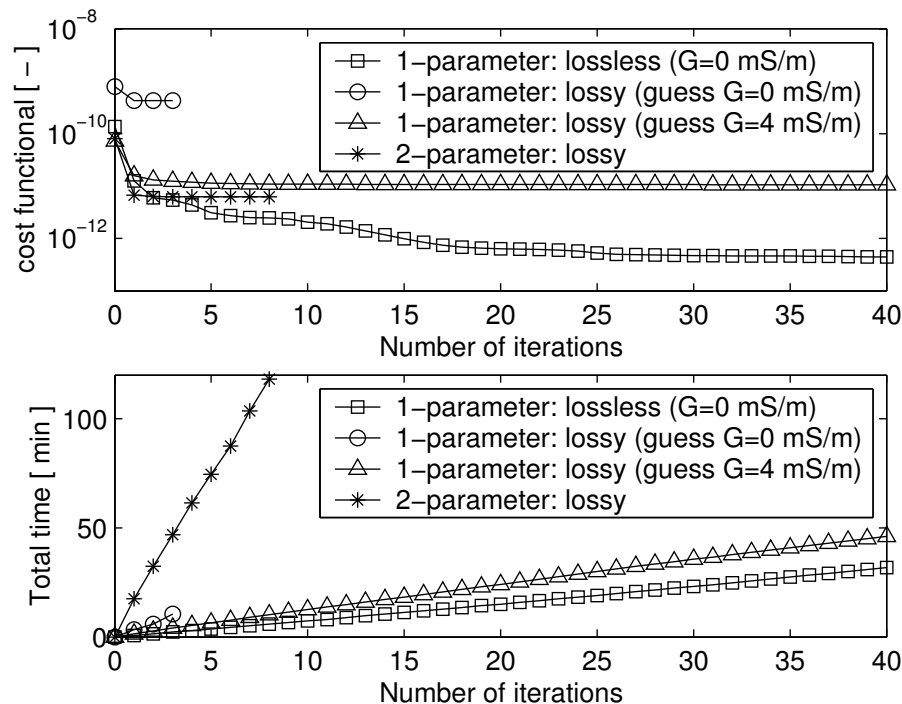 10−8
10−10
10−12
cost functional [ − ]
1−parameter: lossless (G=0 mS/m)
1−parameter: lossy (guess G=0 mS/m)
1−parameter: lossy (guess G=4 mS/m)
2−parameter: lossy
0 5 10 15 20 25 30 35 40
Number of iterations
100
50
0
Total time [ min ]
1−parameter: lossless (G=0 mS/m)
1−parameter: lossy (guess G=0 mS/m)
1−parameter: lossy (guess G=4 mS/m)
2−parameter: lossy
0 5 10 15 20 25 30 35 40
Number of iterations